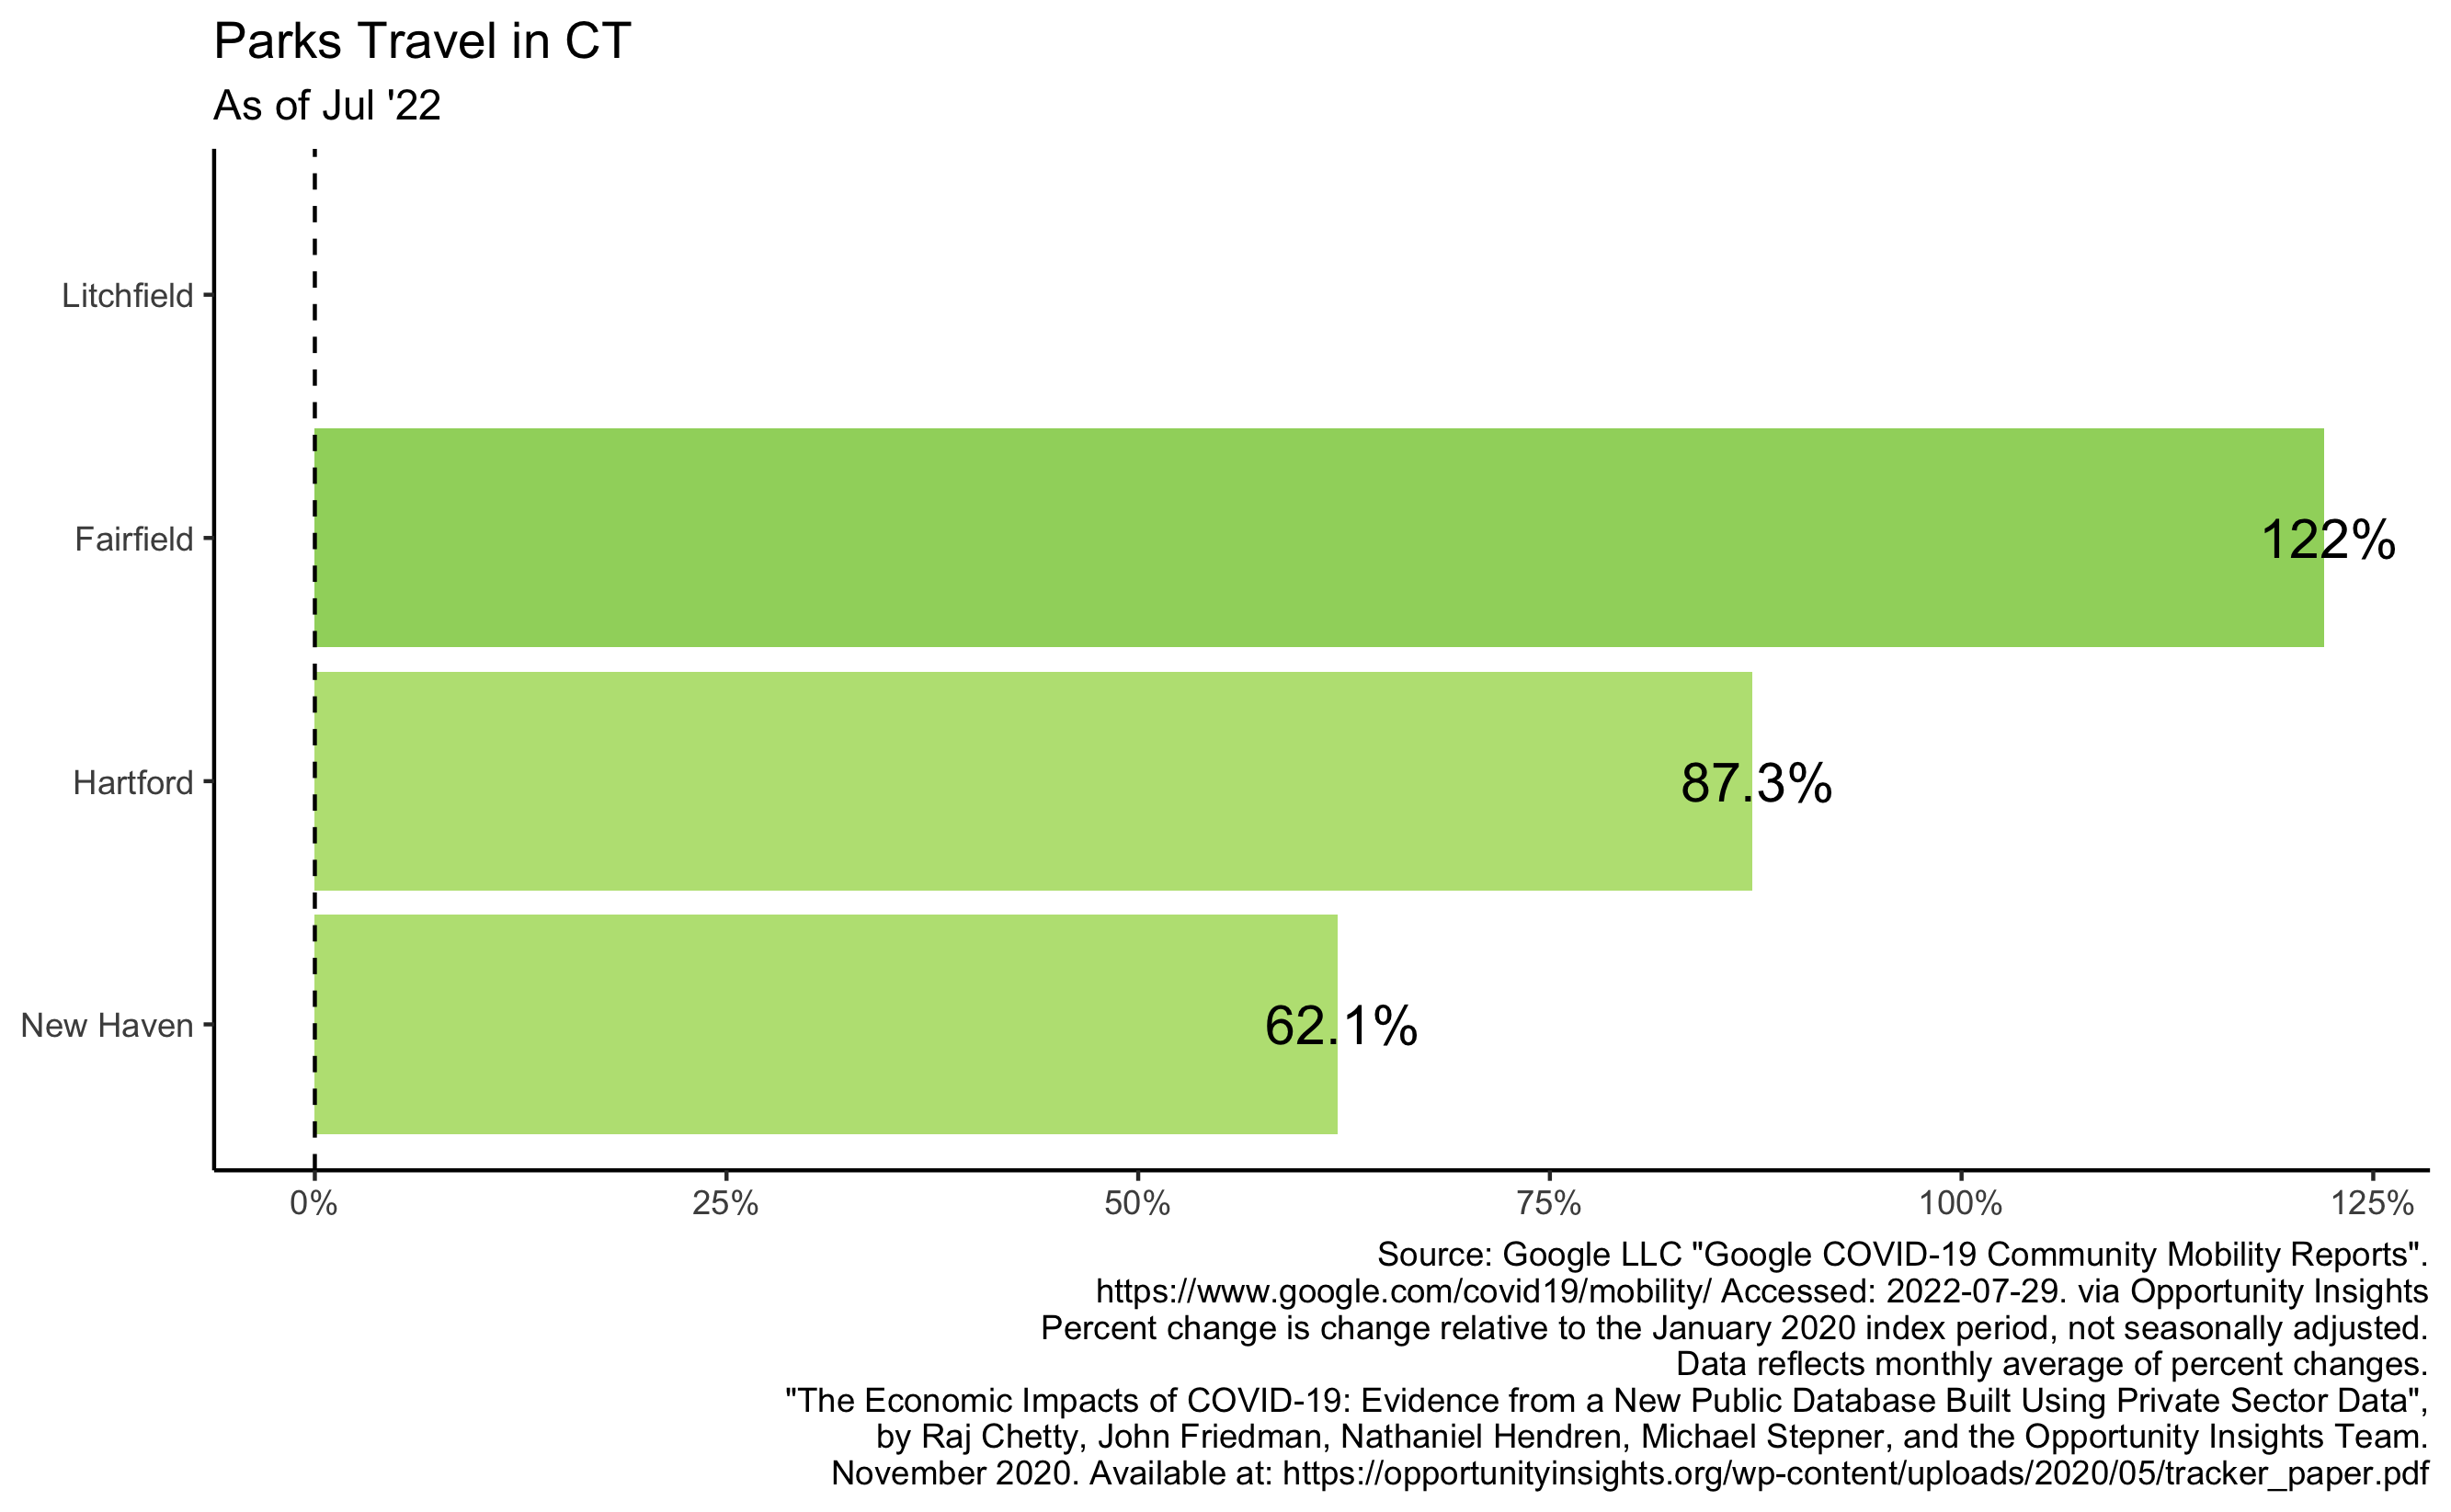 Parks Travel in CT
As of Jul '22
Litchfield
Fairfield
122%
Hartford
87.3%
New Haven
62.1%
0% 25% 50% 75% 100% 125%
Source: Google LLC "Google COVID-19 Community Mobility Reports".
https://www.google.com/covid19/mobility/ Accessed: 2022-07-29. via Opportunity Insights
Percent change is change relative to the January 2020 index period, not seasonally adjusted.
Data reflects monthly average of percent changes.
"The Economic Impacts of COVID-19: Evidence from a New Public Database Built Using Private Sector Data",
by Raj Chetty, John Friedman, Nathaniel Hendren, Michael Stepner, and the Opportunity Insights Team.
November 2020. Available at: https://opportunityinsights.org/wp-content/uploads/2020/05/tracker_paper.pdf